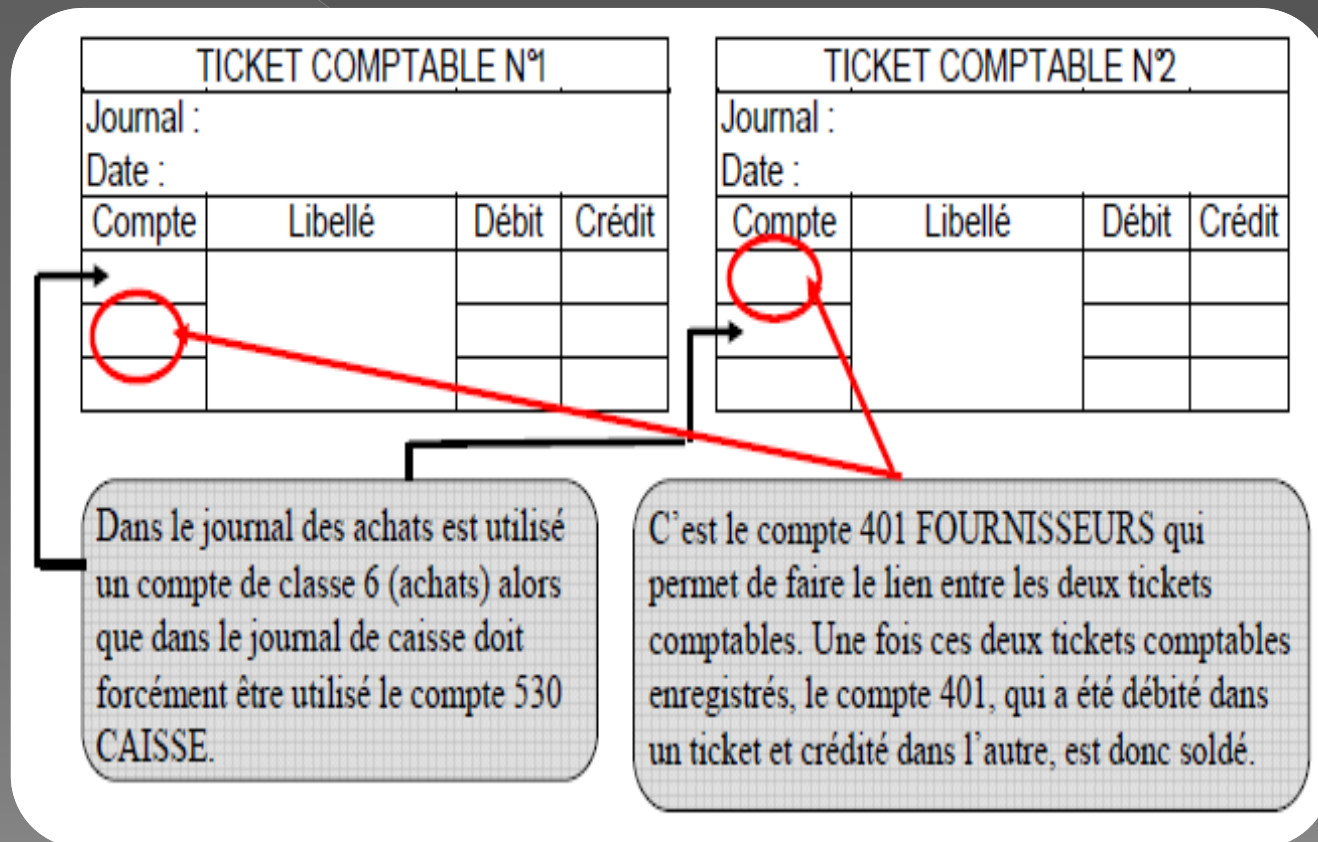 TICKET COMPTABLE N°1
Journal :
Date :
Compte Libellé Débit Crédit
TICKET COMPTABLE N°2
Journal :
Date :
Compte Libellé Débit Crédit
Dans le journal des achats est utilisé
un compte de classe 6 (achats) alors
que dans le journal de caisse doit
forcément être utilisé le compte 530
CAISSE.
C’est le compte 401 FOURNISSEURS qui
permet de faire le lien entre les deux tickets
comptables. Une fois ces deux tickets comptables
enregistrés, le compte 401, qui a été débité dans
un ticket et crédité dans l’autre, est donc soldé.